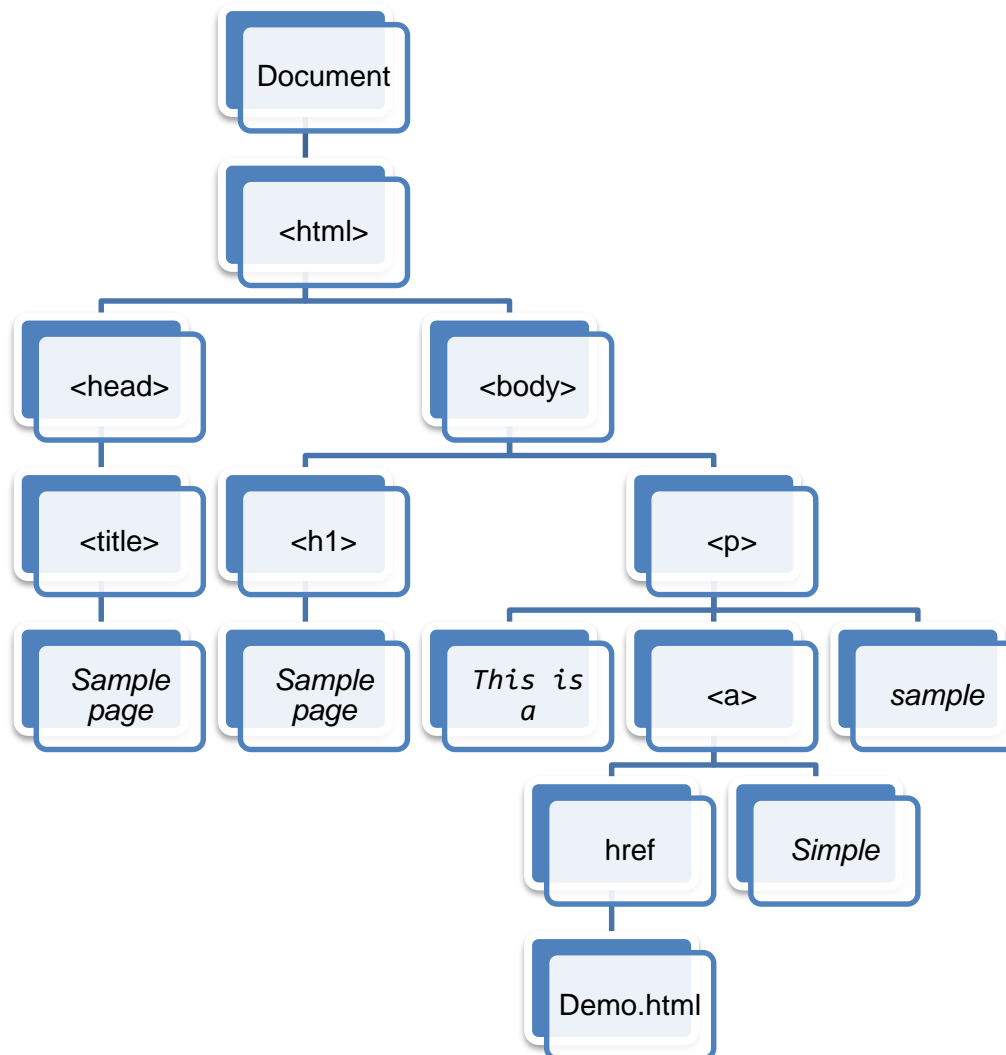 Document
<html>
<head>
<body>
<title>
<h1>
<p>
Sample
page
Sample
page
This is
a
<a>
sample
href
Simple
Demo.html